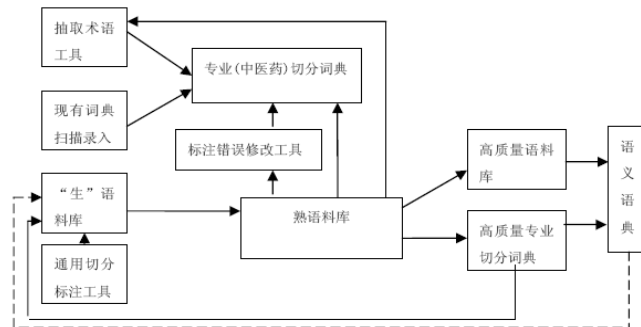 抽取术语
工具
专业(中医药)切分词典
现有词典
扫描录入
标注错误修改工具
高质量语料
库
语
义
语
典
“生”语
料库
熟语料库
高质量专业
切分词典
通用切分
标注工具